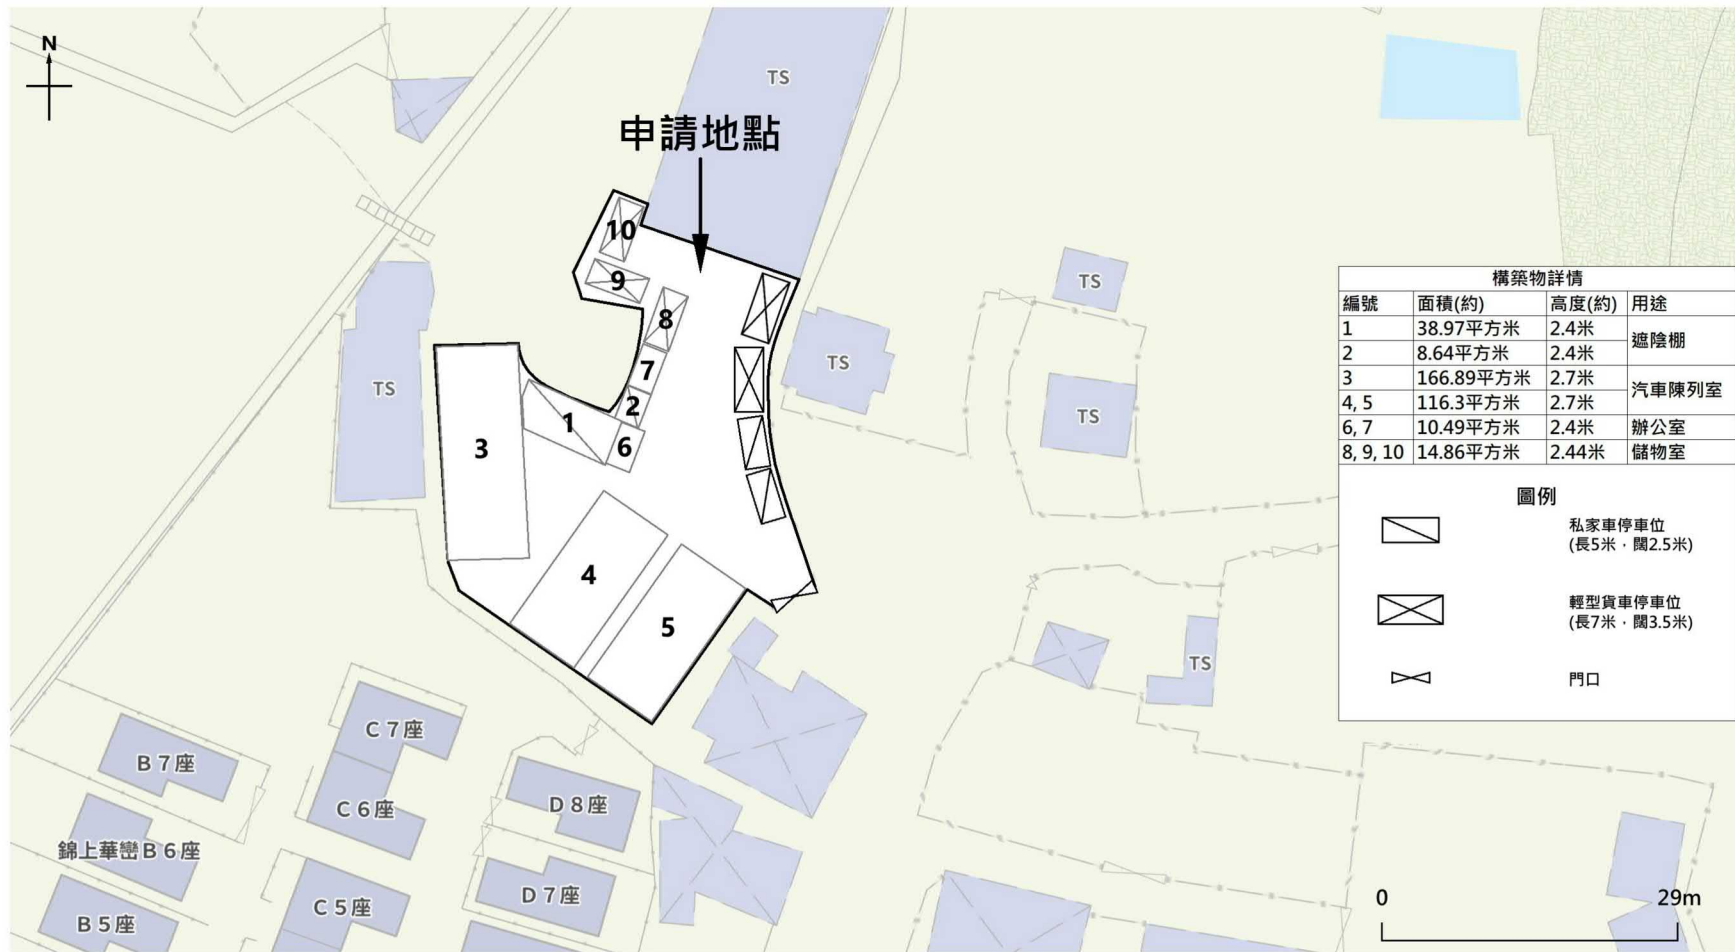 N
TS
申請地點
10
9
8
7
2
1
6
3
4
5
TS
TS
TS
TS
TS
構築物詳情
編號 面積(約) 高度(約) 用途
1 38.97平方米 2.4米 遮陰棚
2 8.64平方米 2.4米
3 166.89平方米 2.7米 汽車陳列室
4, 5 116.3平方米 2.7米
6, 7 10.49平方米 2.4米 辦公室
8, 9, 10 14.86平方米 2.44米 儲物室
圖例
私家車停車位
(長5米，闊2.5米)
輕型貨車停車位
(長7米，闊3.5米)
門口
C 7座
B 7座
C 6座
D 8座
錦上華巒B 6座
D 7座
C 5座
B 5座
0 29m